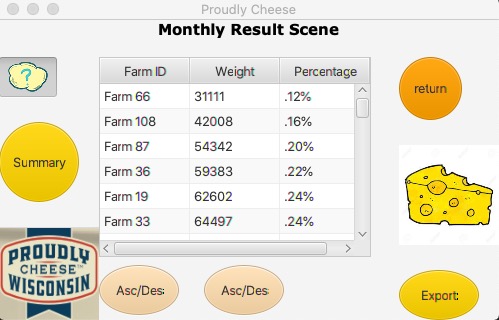 Proudly Cheese
Monthly Result Scene
?
Farm ID Weight Percentage
Farm 66 31111 .12%
Farm 108 42008 .16%
Farm 87 54342 .20%
Farm 36 59383 .22%
Farm 19 62602 .24%
Farm 33 64497 .24%
return
Summary
PROUDLY
CHEESE™
WISCONSIN
Asc/Des Asc/Des
Export: